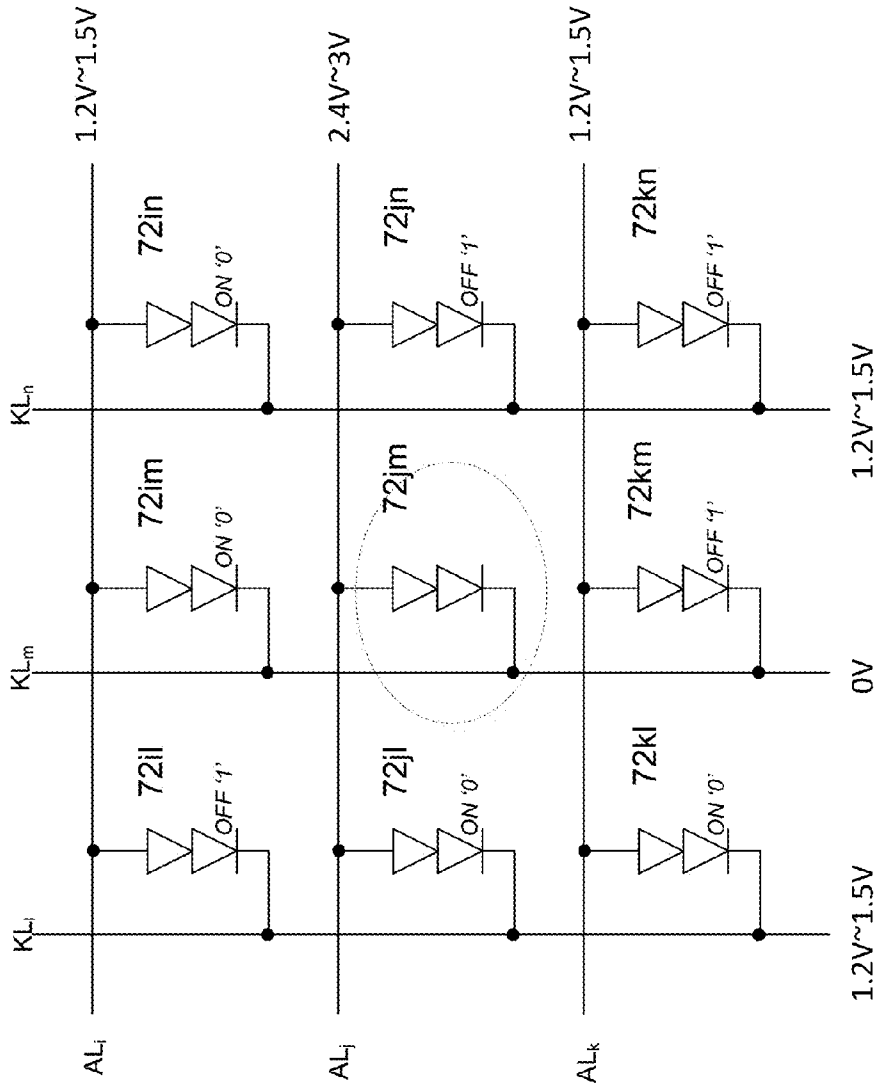 KLₗ
KLₘ
KLₙ
ALᵢ
1.2V~1.5V
72il
OFF '1'
72im
ON '0'
72in
ON '0'
ALⱼ
2.4V~3V
72jl
ON '0'
72jm
72jn
OFF '1'
ALₖ
1.2V~1.5V
72kl
ON '0'
72km
OFF '1'
72kn
OFF '1'
1.2V~1.5V
0V
1.2V~1.5V